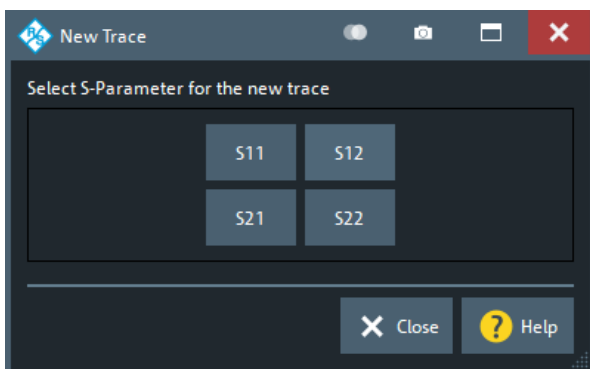 R&S New Trace
Select S-Parameter for the new trace
S11 S12
S21 S22
Close ? Help